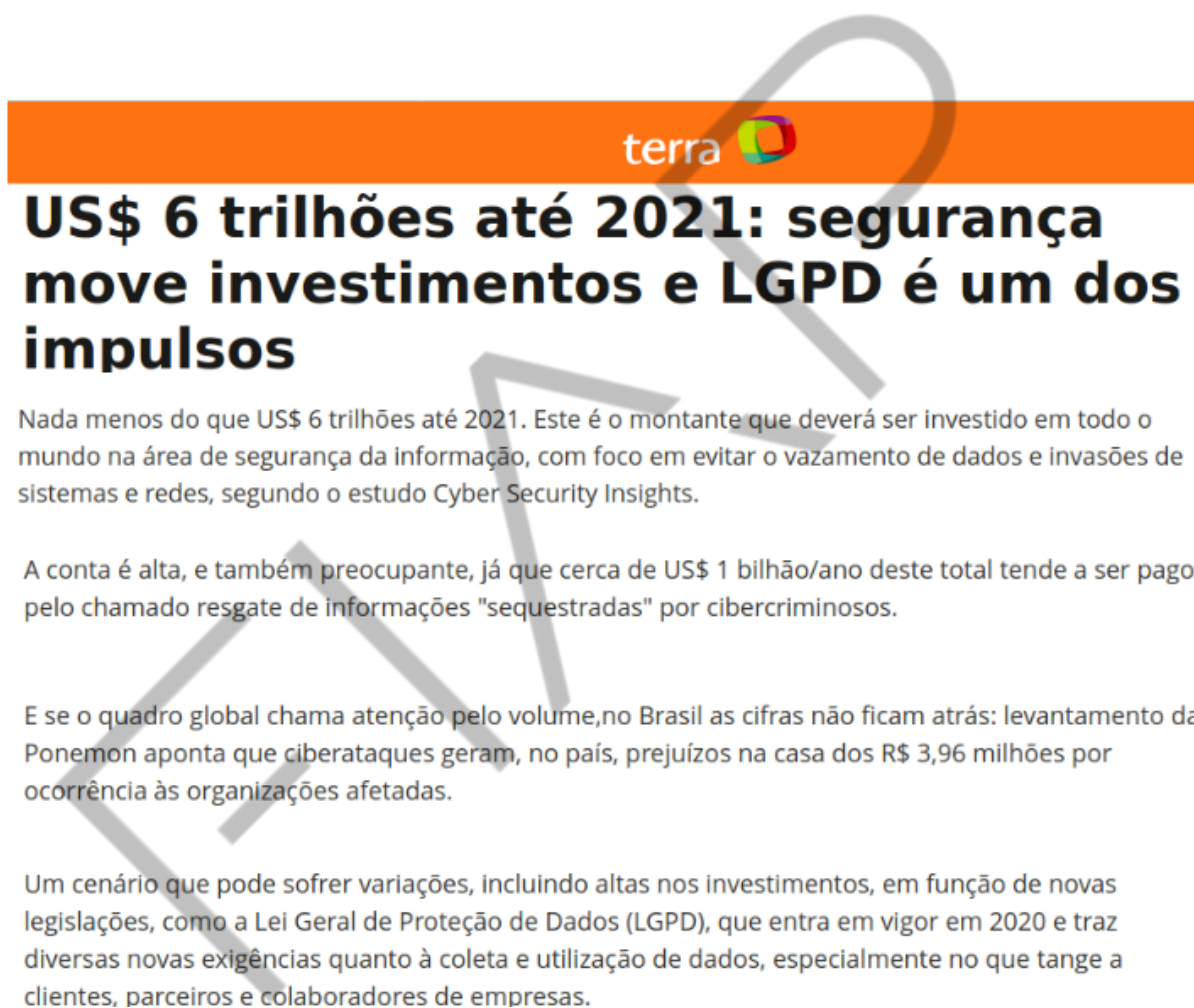 terra
US$ 6 trilhões até 2021: segurança
move investimentos e LGPD é um dos
impulsos
Nada menos do que US$ 6 trilhões até 2021. Este é o montante que deverá ser investido em todo o
mundo na área de segurança da informação, com foco em evitar o vazamento de dados e invasões de
sistemas e redes, segundo o estudo Cyber Security Insights.
A conta é alta, e também preocupante, já que cerca de US$ 1 bilhão/ano deste total tende a ser pago
pelo chamado resgate de informações "sequestradas" por cibercriminosos.
E se o quadro global chama atenção pelo volume,no Brasil as cifras não ficam atrás: levantamento da
Ponemon aponta que ciberataques geram, no país, prejuízos na casa dos R$ 3,96 milhões por
ocorrência às organizações afetadas.
Um cenário que pode sofrer variações, incluindo altas nos investimentos, em função de novas
legislações, como a Lei Geral de Proteção de Dados (LGPD), que entra em vigor em 2020 e traz
diversas novas exigências quanto à coleta e utilização de dados, especialmente no que tange a
clientes, parceiros e colaboradores de empresas.
FIAP